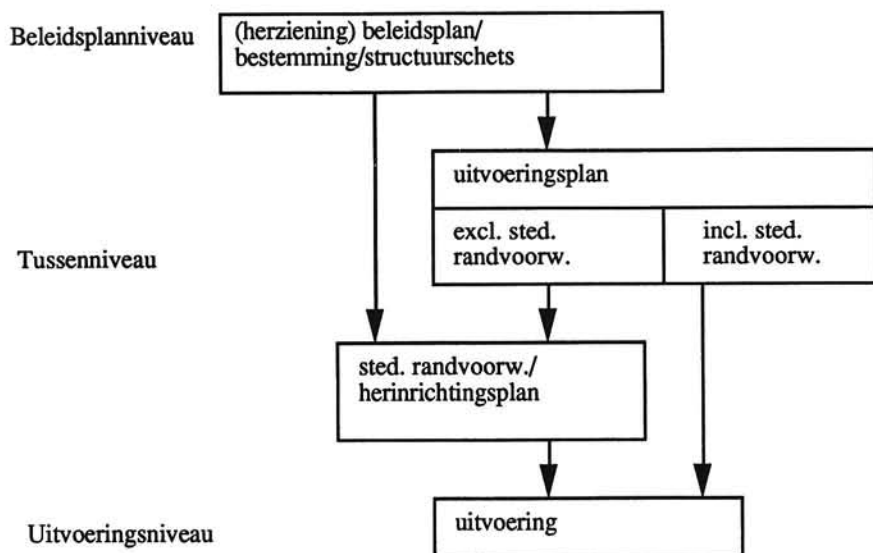 Beleidsplanniveau
(herziening) beleidsplan/
bestemming/structuurschets
uitvoeringsplan
excl. sted.
randvoorw.
incl. sted.
randvoorw.
Tussenniveau
sted. randvoorw./
herinrichtingsplan
Uitvoeringsniveau
uitvoering